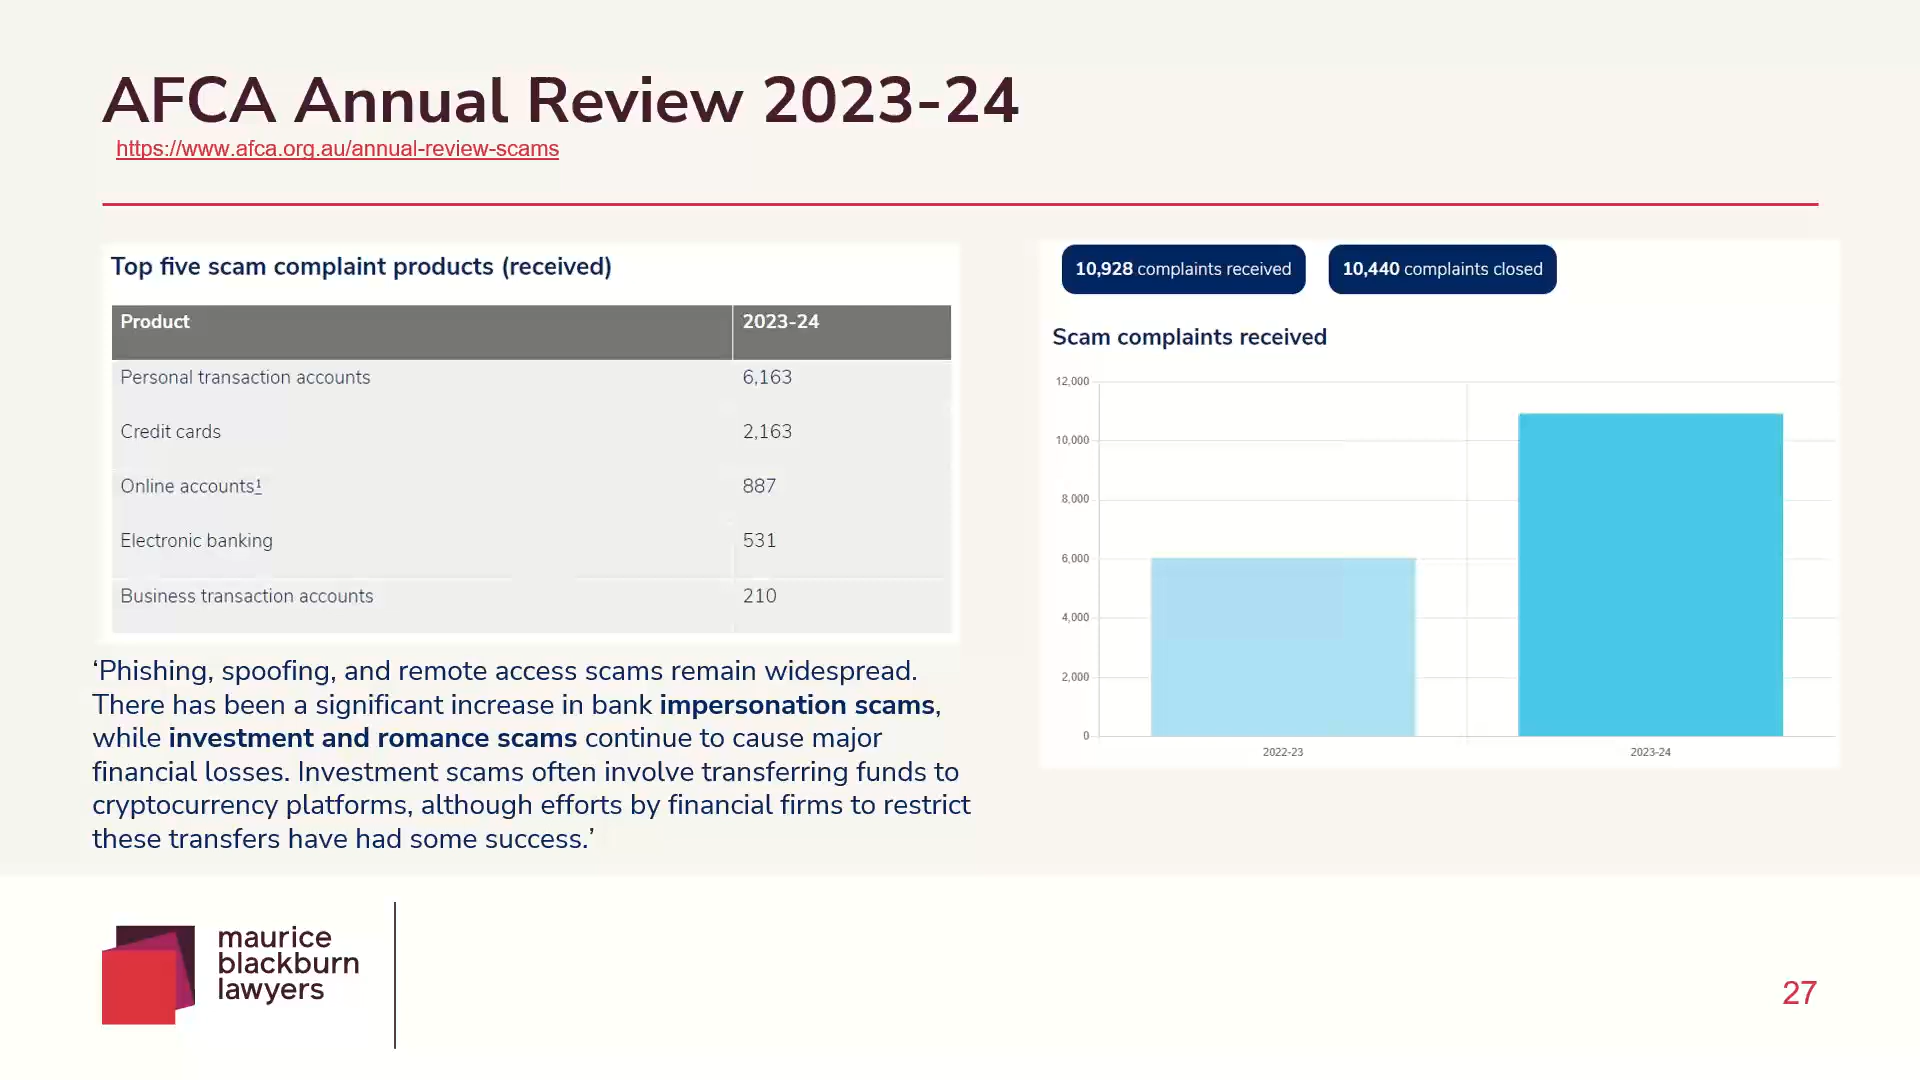 AFCA Annual Review 2023-24
https://www.afca.org.au/annual-review-scams
Top five scam complaint products (received)
Product 2023-24
Personal transaction accounts 6,163
Credit cards 2,163
Online accounts¹ 887
Electronic banking 531
Business transaction accounts 210
‘Phishing, spoofing, and remote access scams remain widespread.
There has been a significant increase in bank impersonation scams,
while investment and romance scams continue to cause major
financial losses. Investment scams often involve transferring funds to
cryptocurrency platforms, although efforts by financial firms to restrict
these transfers have had some success.’
10,928 complaints received 10,440 complaints closed
Scam complaints received
12,000
10,000
8,000
6,000
4,000
2,000
0
2022-23 2023-24
maurice
blackburn
lawyers
27